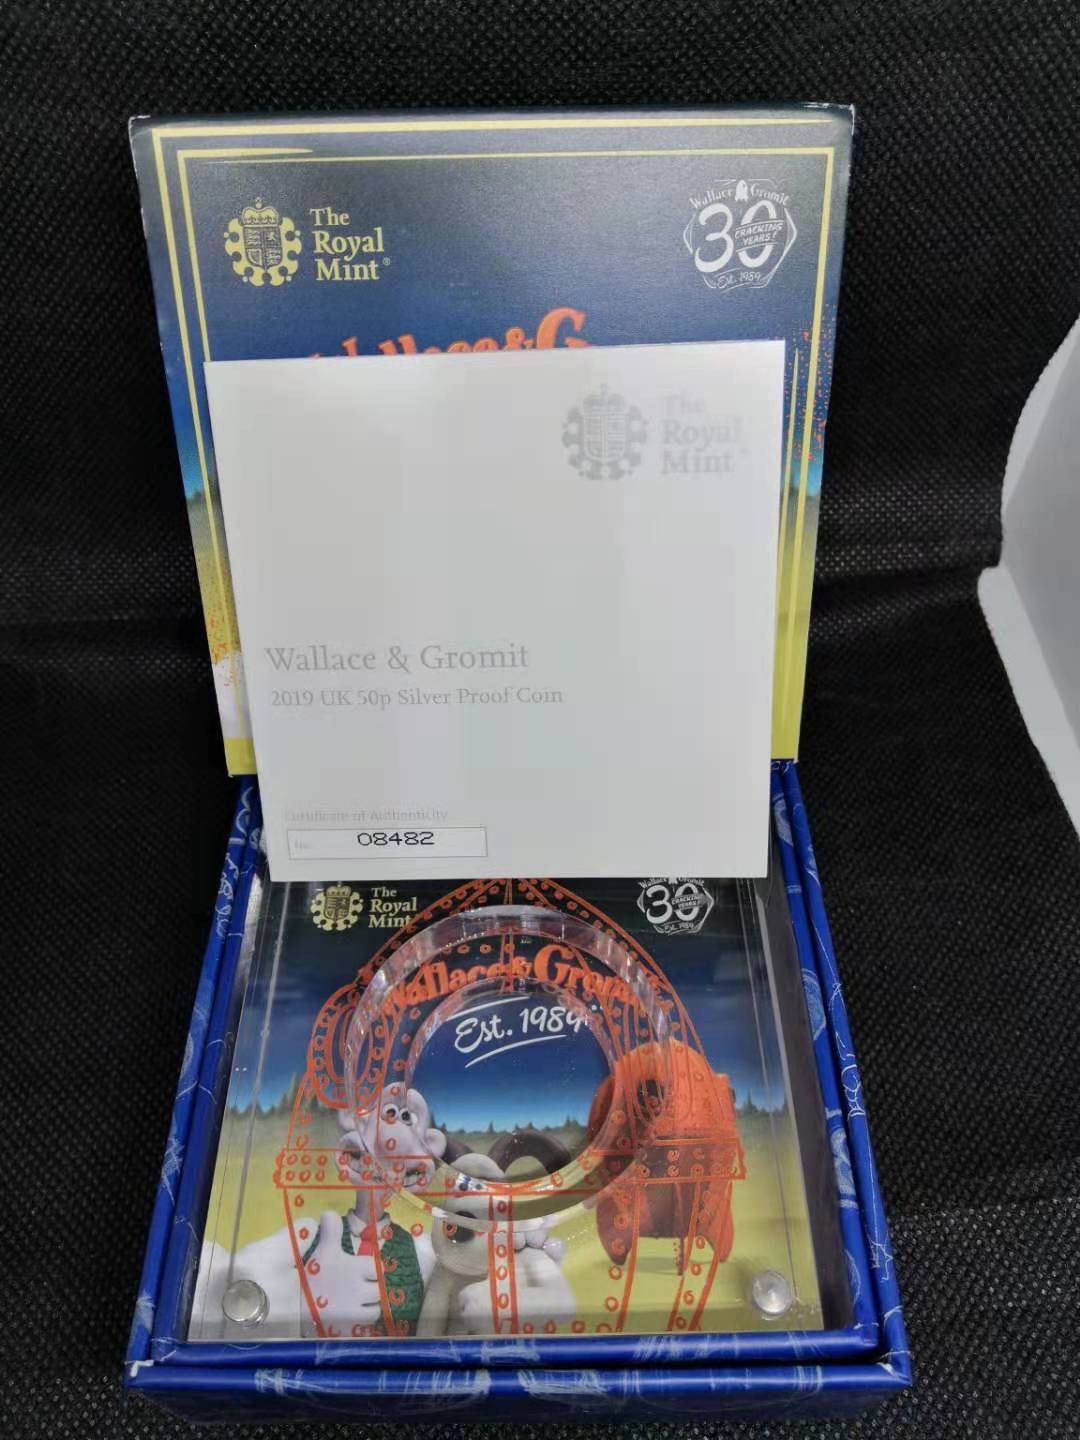 The
Royal
Mint®
Wallace Gromit
30
CRACKING
YEARS!
Est. 1989
Wallace & G
The
Royal
Mint®
Wallace & Gromit
2019 UK 50p Silver Proof Coin
Certificate of Authenticity
No. 08482
The
Royal
Mint
Wallace Gromit
30
CRACKING
YEARS!
Est. 1989
Wallace & Gromit
Est. 1989